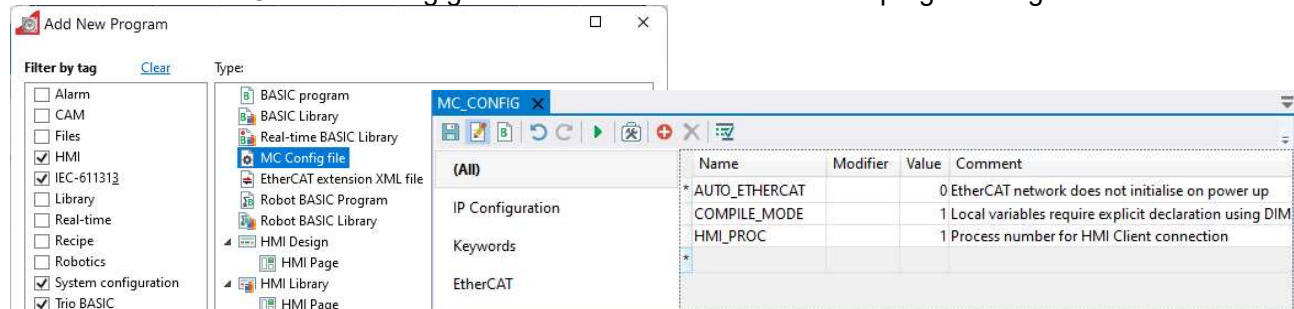 Add New Program
Filter by tag Clear Type:
Alarm
CAM
Files
HMI
IEC-611313
Library
Real-time
Recipe
Robotics
System configuration
Trio BASIC
BASIC program
BASIC Library
Real-time BASIC Library
MC Config file
EtherCAT extension XML file
Robot BASIC Program
Robot BASIC Library
HMI Design
HMI Page
HMI Library
HMI Page
MC_CONFIG
(All)
IP Configuration
Keywords
EtherCAT
Name Modifier Value Comment
* AUTO_ETHERCAT 0 EtherCAT network does not initialise on power up
COMPILE_MODE 1 Local variables require explicit declaration using DIM
HMI_PROC 1 Process number for HMI Client connection
*